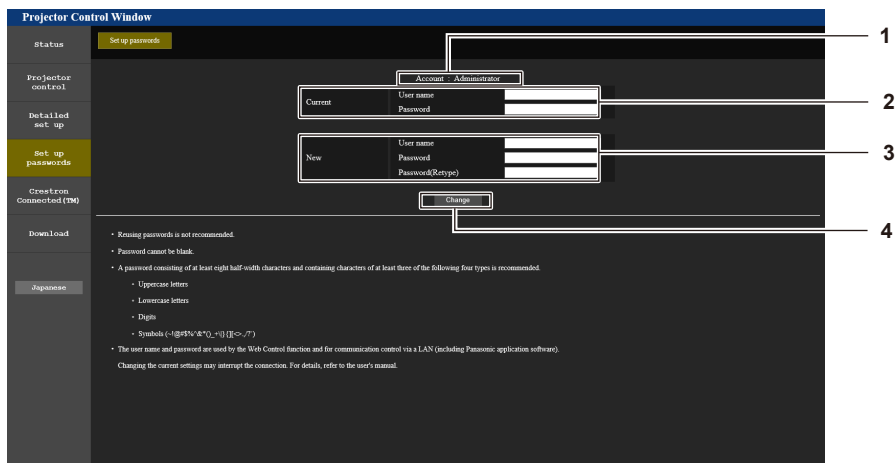 Projector Control Window
Status
Set up passwords
1
Account : Administrator
Projector
control
Current
User name
Password
2
Detailed
set up
New
User name
Password
Password(Retype)
3
Set up
passwords
Change
4
Crestron
Connected(TM)
Download
Japanese
• Reusing passwords is not recommended.
• Password cannot be blank.
• A password consisting of at least eight half-width characters and containing characters of at least three of the following four types is recommended.
• Uppercase letters
• Lowercase letters
• Digits
• Symbols (~!@#$%^&*()_+\|}{][<>.,/?`)
• The user name and password are used by the Web Control function and for communication control via a LAN (including Panasonic application software).
Changing the current settings may interrupt the connection. For details, refer to the user's manual.